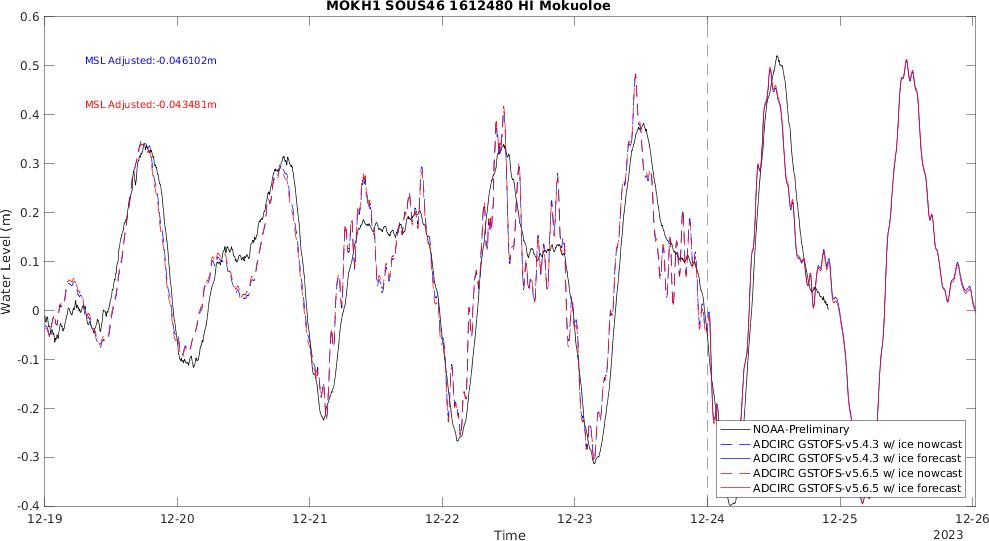 MOKH1 SOUS46 1612480 HI Mokuoloe
MSL Adjusted:-0.046102m
MSL Adjusted:-0.043481m
Water Level (m)
0.6
0.5
0.4
0.3
0.2
0.1
0
-0.1
-0.2
-0.3
-0.4
NOAA-Preliminary
ADCIRC GSTOFS-v5.4.3 w/ ice nowcast
ADCIRC GSTOFS-v5.4.3 w/ ice forecast
ADCIRC GSTOFS-v5.6.5 w/ ice nowcast
ADCIRC GSTOFS-v5.6.5 w/ ice forecast
12-19 12-20 12-21 12-22 12-23 12-24 12-25 12-26
Time
2023